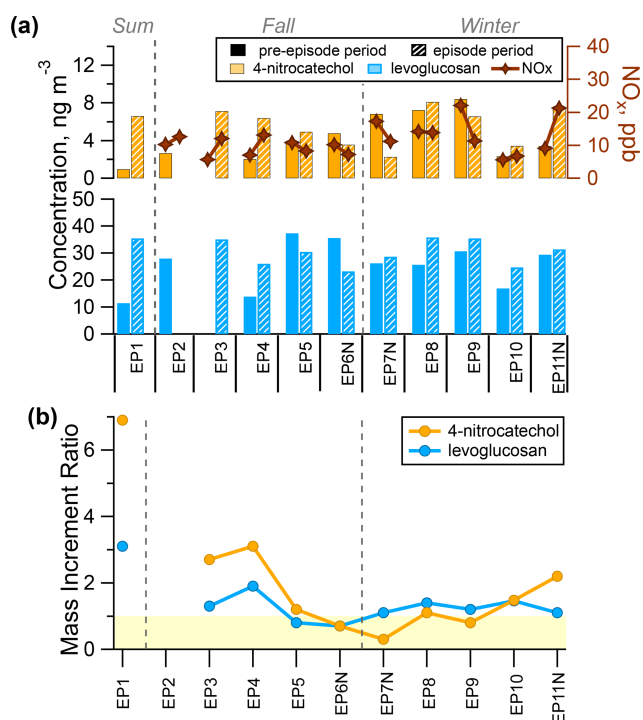 (a)
Sum
Fall
Winter
pre-episode period
episode period
4-nitrocatechol
levoglucosan
NOx
Concentration, ng m⁻³
12
8
4
0
40
30
20
10
0
NOₓ, ppb
50
40
30
20
10
0
EP1
EP2
EP3
EP4
EP5
EP6N
EP7N
EP8
EP9
EP10
EP11N
(b)
4-nitrocatechol
levoglucosan
Mass Increment Ratio
6
4
2
0
EP1
EP2
EP3
EP4
EP5
EP6N
EP7N
EP8
EP9
EP10
EP11N